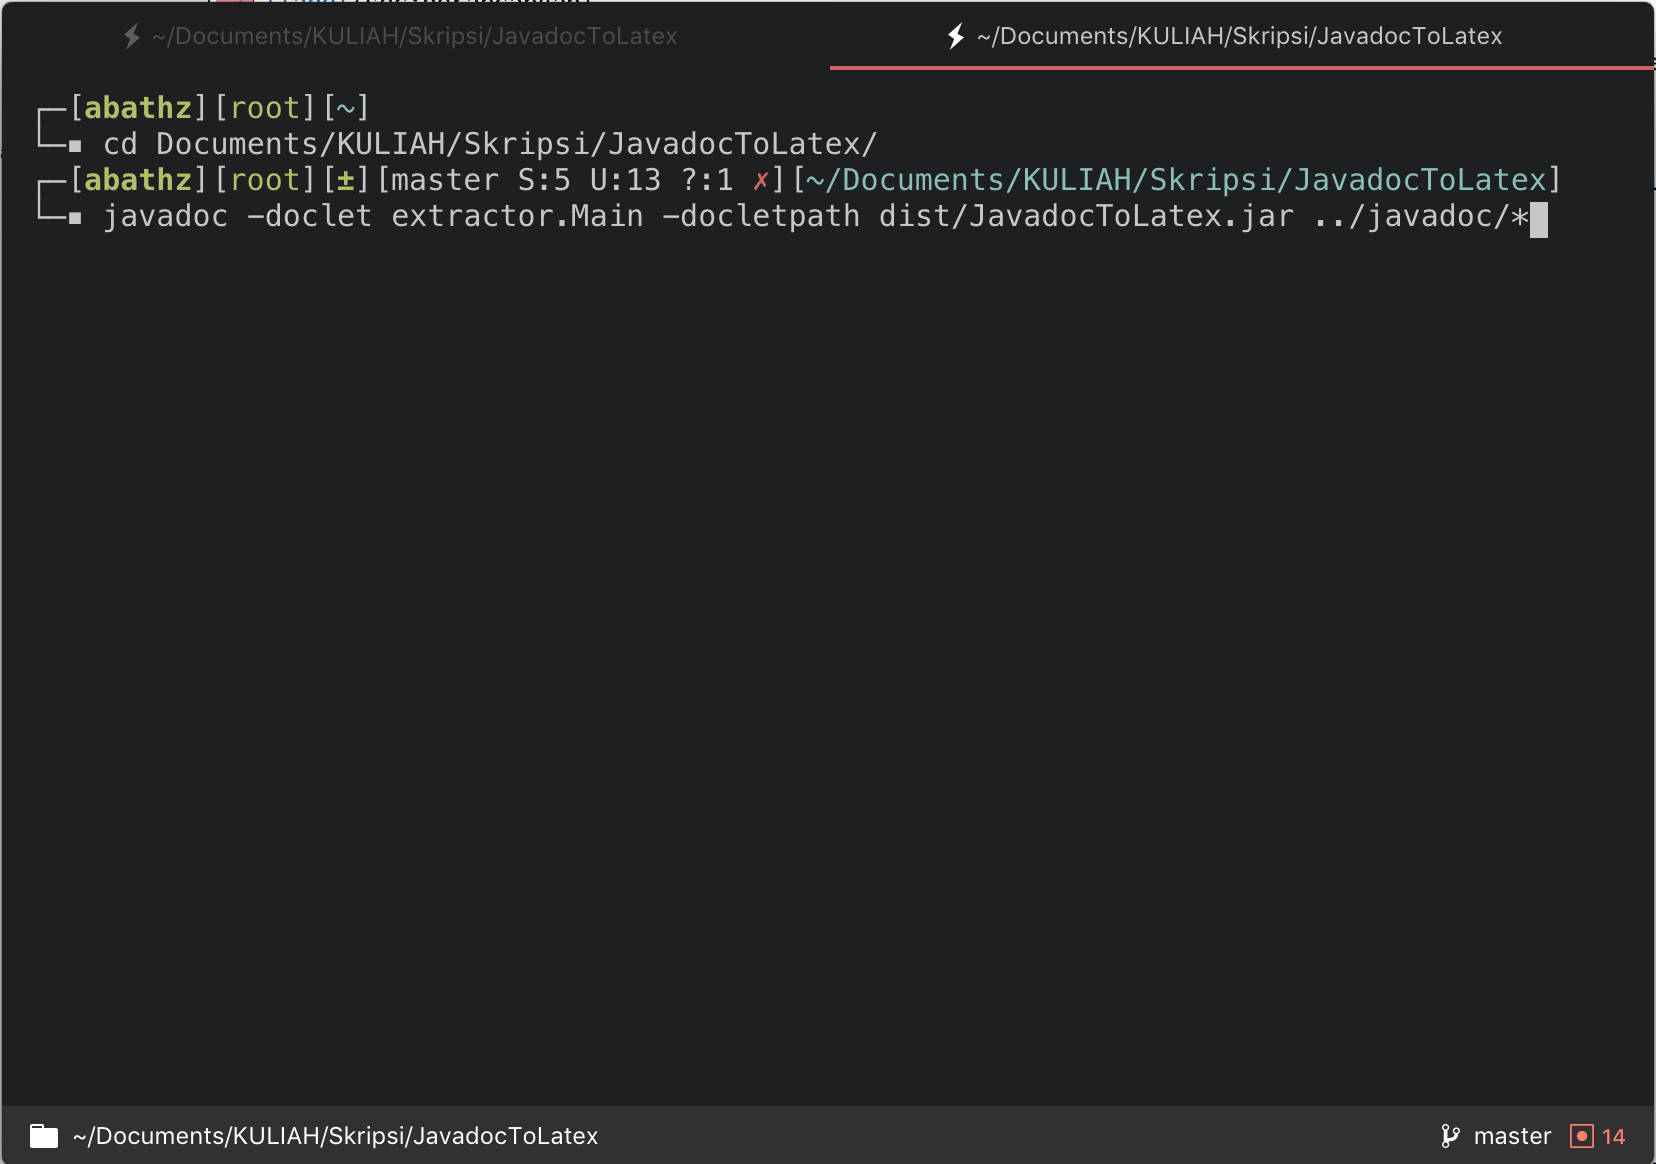 ~/Documents/KULIAH/Skripsi/JavadocToLatex ~/Documents/KULIAH/Skripsi/JavadocToLatex
┌─[abathz][root][~]
└─▪ cd Documents/KULIAH/Skripsi/JavadocToLatex/
┌─[abathz][root][±][master S:5 U:13 ?:1 ✗][~/Documents/KULIAH/Skripsi/JavadocToLatex]
└─▪ javadoc -doclet extractor.Main -docletpath dist/JavadocToLatex.jar ../javadoc/*
~/Documents/KULIAH/Skripsi/JavadocToLatex master 14